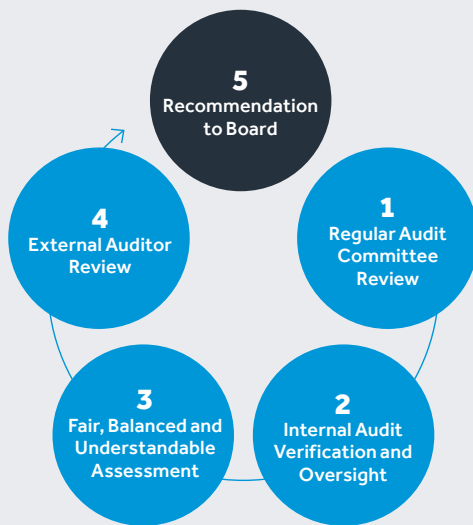 5
Recommendation
to Board
1
Regular Audit
Committee
Review
2
Internal Audit
Verification and
Oversight
3
Fair, Balanced and
Understandable
Assessment
4
External Auditor
Review